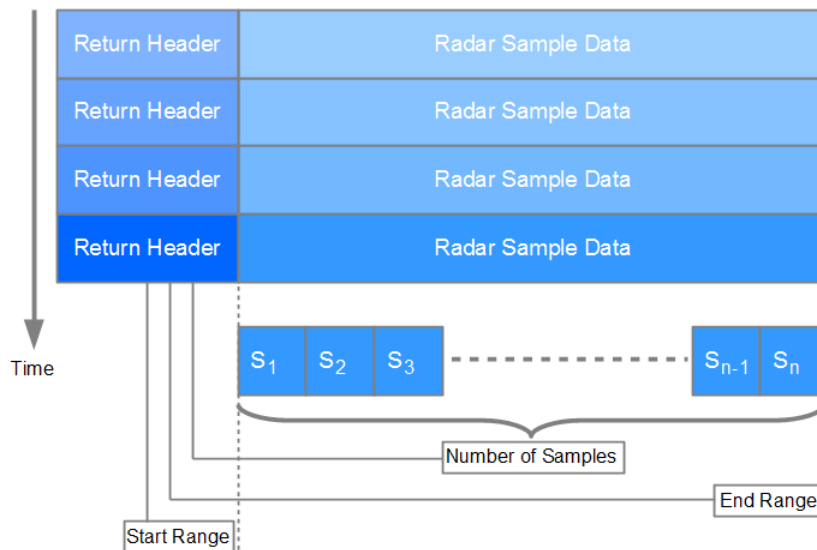 Return Header Radar Sample Data
Return Header Radar Sample Data
Return Header Radar Sample Data
Return Header Radar Sample Data
Time
S1 S2 S3 Sn-1 Sn
Number of Samples
End Range
Start Range